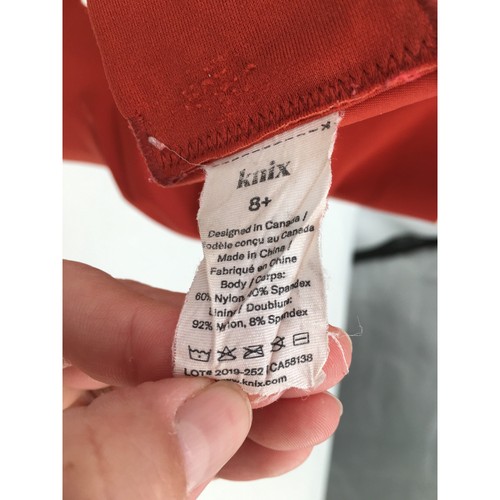 knix
8+
Designed in Canada /
Modèle conçu au Canada
Made in China /
Fabriqué en Chine
Body / Corps:
60% Nylon 40% Spandex
Lining / Doublure:
92% Nylon, 8% Spandex
LOT# 2019-252 | CA58138
www.knix.com